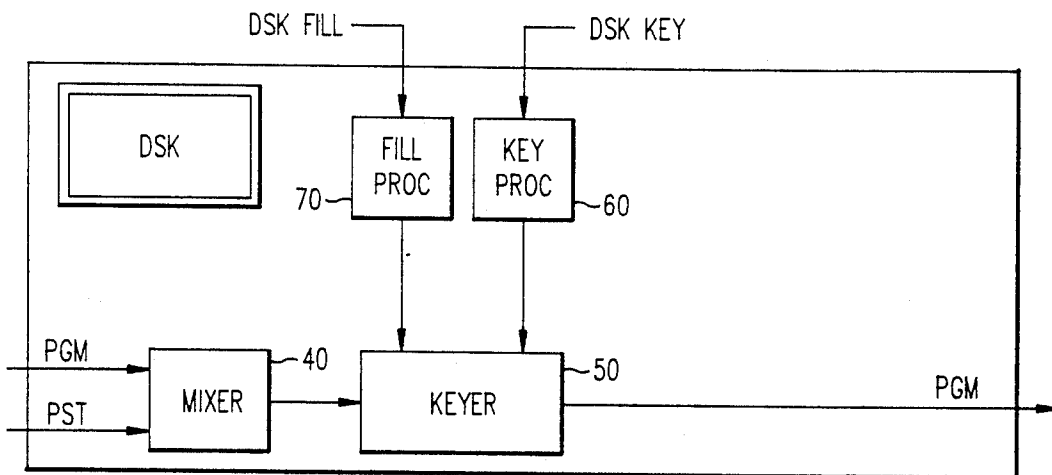 DSK FILL
DSK KEY
DSK
FILL
PROC
70
KEY
PROC
60
PGM
PST
MIXER
40
KEYER
50
PGM